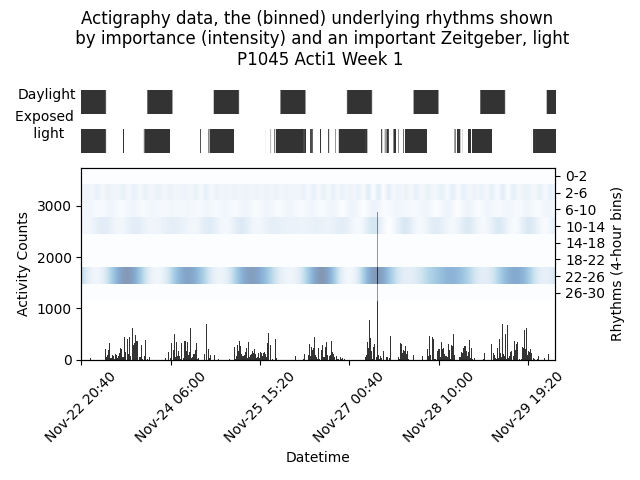 Actigraphy data, the (binned) underlying rhythms shown
by importance (intensity) and an important Zeitgeber, light
P1045 Acti1 Week 1
Daylight
Exposed
light
3000
2000
1000
0
Activity Counts
0-2
2-6
6-10
10-14
14-18
18-22
22-26
26-30
Rhythms (4-hour bins)
Nov-22 20:40
Nov-24 06:00
Nov-25 15:20
Nov-27 00:40
Nov-28 10:00
Nov-29 19:20
Datetime